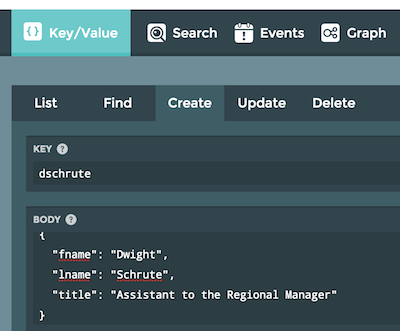 Key/Value Search Events Graph
List Find Create Update Delete
KEY ?
dschrute
BODY ?
{
"fname": "Dwight",
"lname": "Schrute",
"title": "Assistant to the Regional Manager"
}